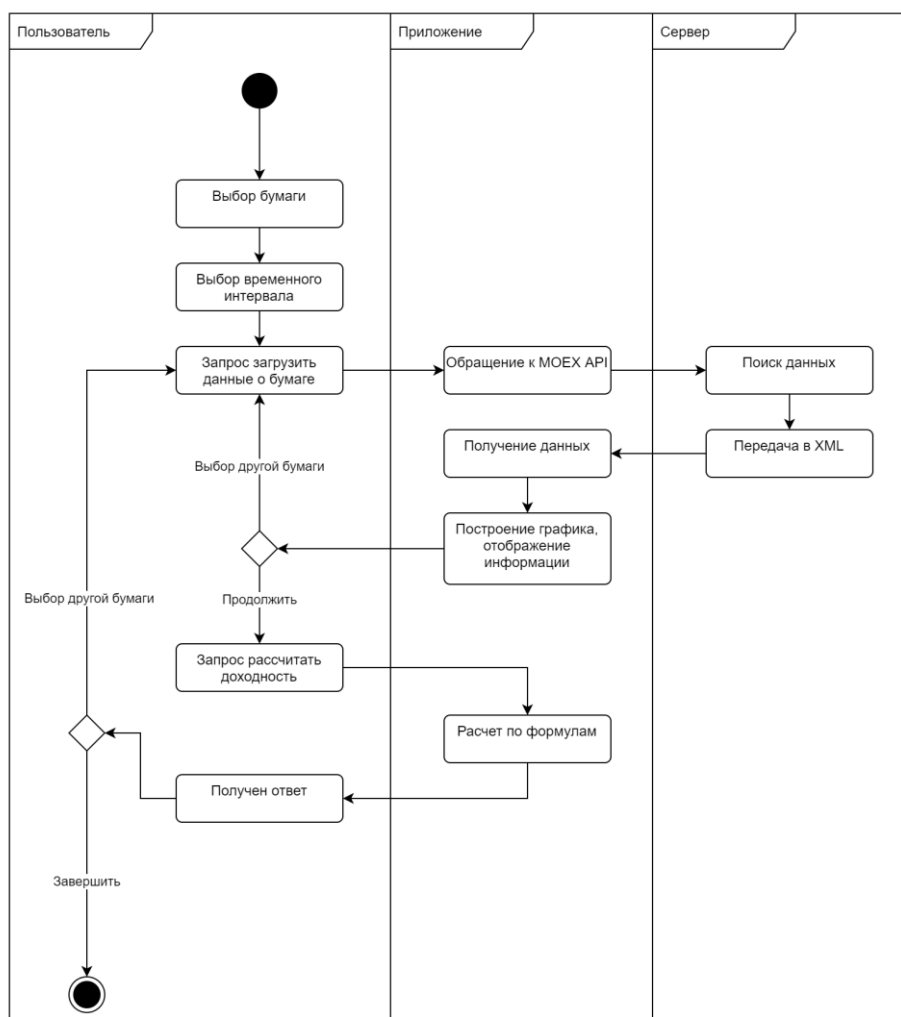 Пользователь
Приложение
Сервер
Выбор бумаги
Выбор временного
интервала
Запрос загрузить
данные о бумаге
Обращение к MOEX API
Поиск данных
Выбор другой бумаги
Получение данных
Передача в XML
Построение графика,
отображение
информации
Выбор другой бумаги
Продолжить
Запрос рассчитать
доходность
Расчет по формулам
Получен ответ
Завершить